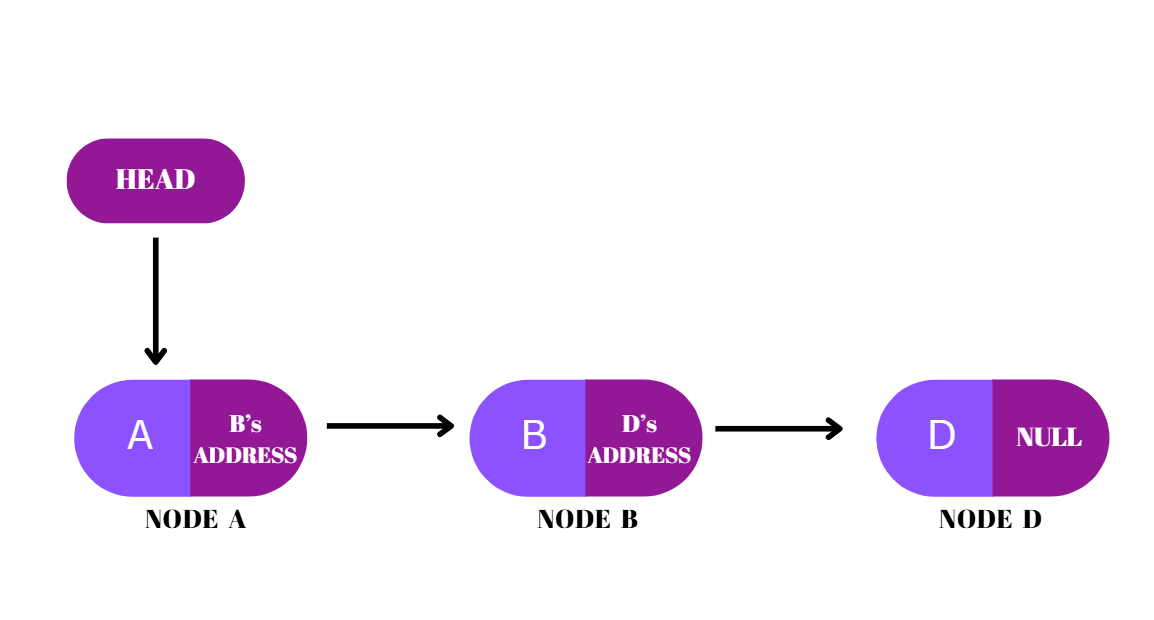 HEAD
A
B's
ADDRESS
B
D's
ADDRESS
D
NULL
NODE A
NODE B
NODE D